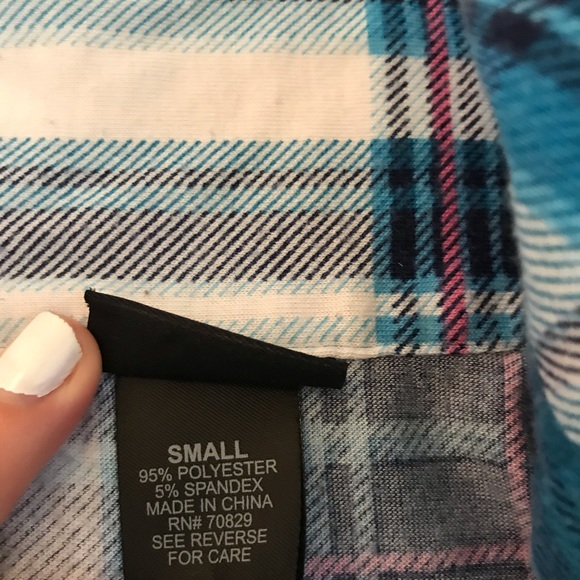 SMALL
95% POLYESTER
5% SPANDEX
MADE IN CHINA
RN# 70829
SEE REVERSE
FOR CARE